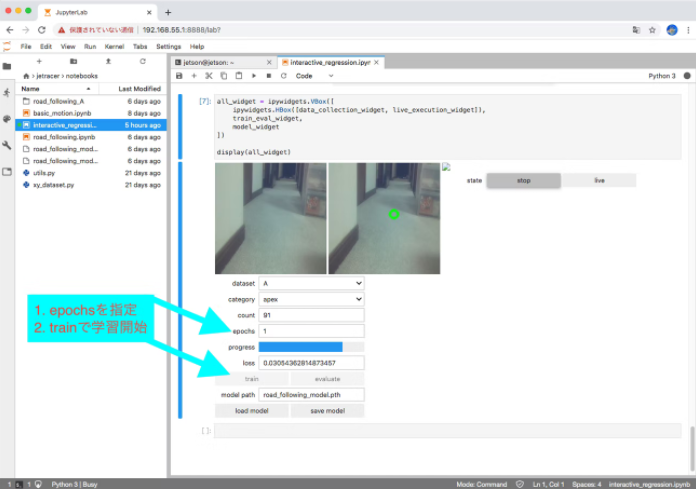 JupyterLab
保護されていない通信 | 192.168.55.1:8888/lab?
File Edit View Run Kernel Tabs Settings Help
jetson@jetson: ~
interactive_regression.ipyn
Code
Python 3
/ jetracer / notebooks
Name Last Modified
road_following_A 6 days ago
basic_motion.ipynb 8 days ago
interactive_regressi... 5 hours ago
road_following.ipynb 6 days ago
road_following_mod... 6 days ago
road_following_mod... 6 days ago
utils.py 21 days ago
xy_dataset.py 21 days ago
[7]: all_widget = ipywidgets.VBox([
ipywidgets.HBox([data_collection_widget, live_execution_widget]),
train_eval_widget,
model_widget
])
display(all_widget)
state stop live
dataset A
category apex
count 91
epochs 1
progress
loss 0.03054362814873457
train evaluate
model path road_following_model.pth
load model save model
1. epochsを指定
2. trainで学習開始
[ ]:
1 1 Python 3 | Busy
Mode: Command Ln 1, Col 1 Spaces: 4 interactive_regression.ipynb